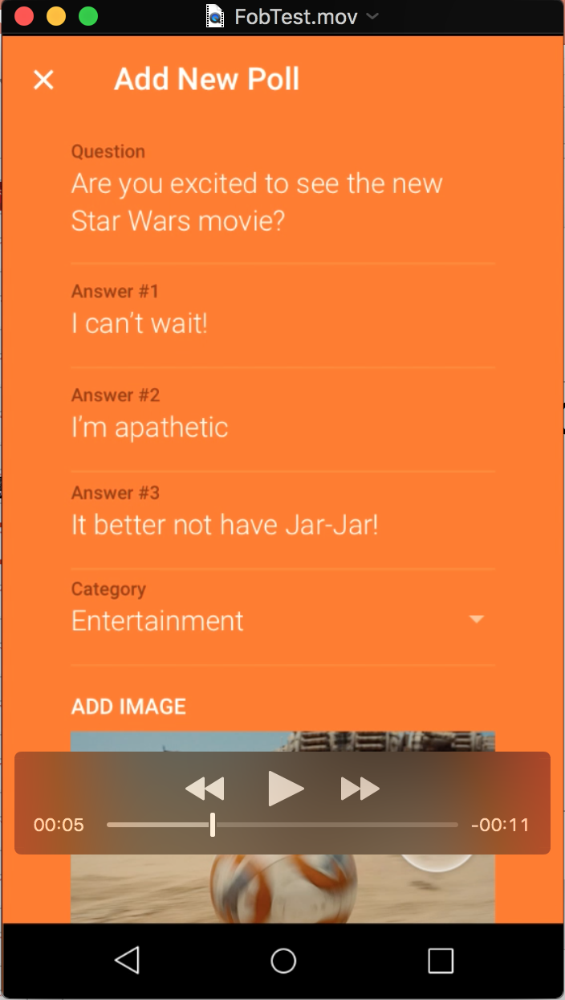 FobTest.mov
Add New Poll
Question
Are you excited to see the new
Star Wars movie?
Answer #1
I can't wait!
Answer #2
I'm apathetic
Answer #3
It better not have Jar-Jar!
Category
Entertainment
ADD IMAGE
00:05
-00:11